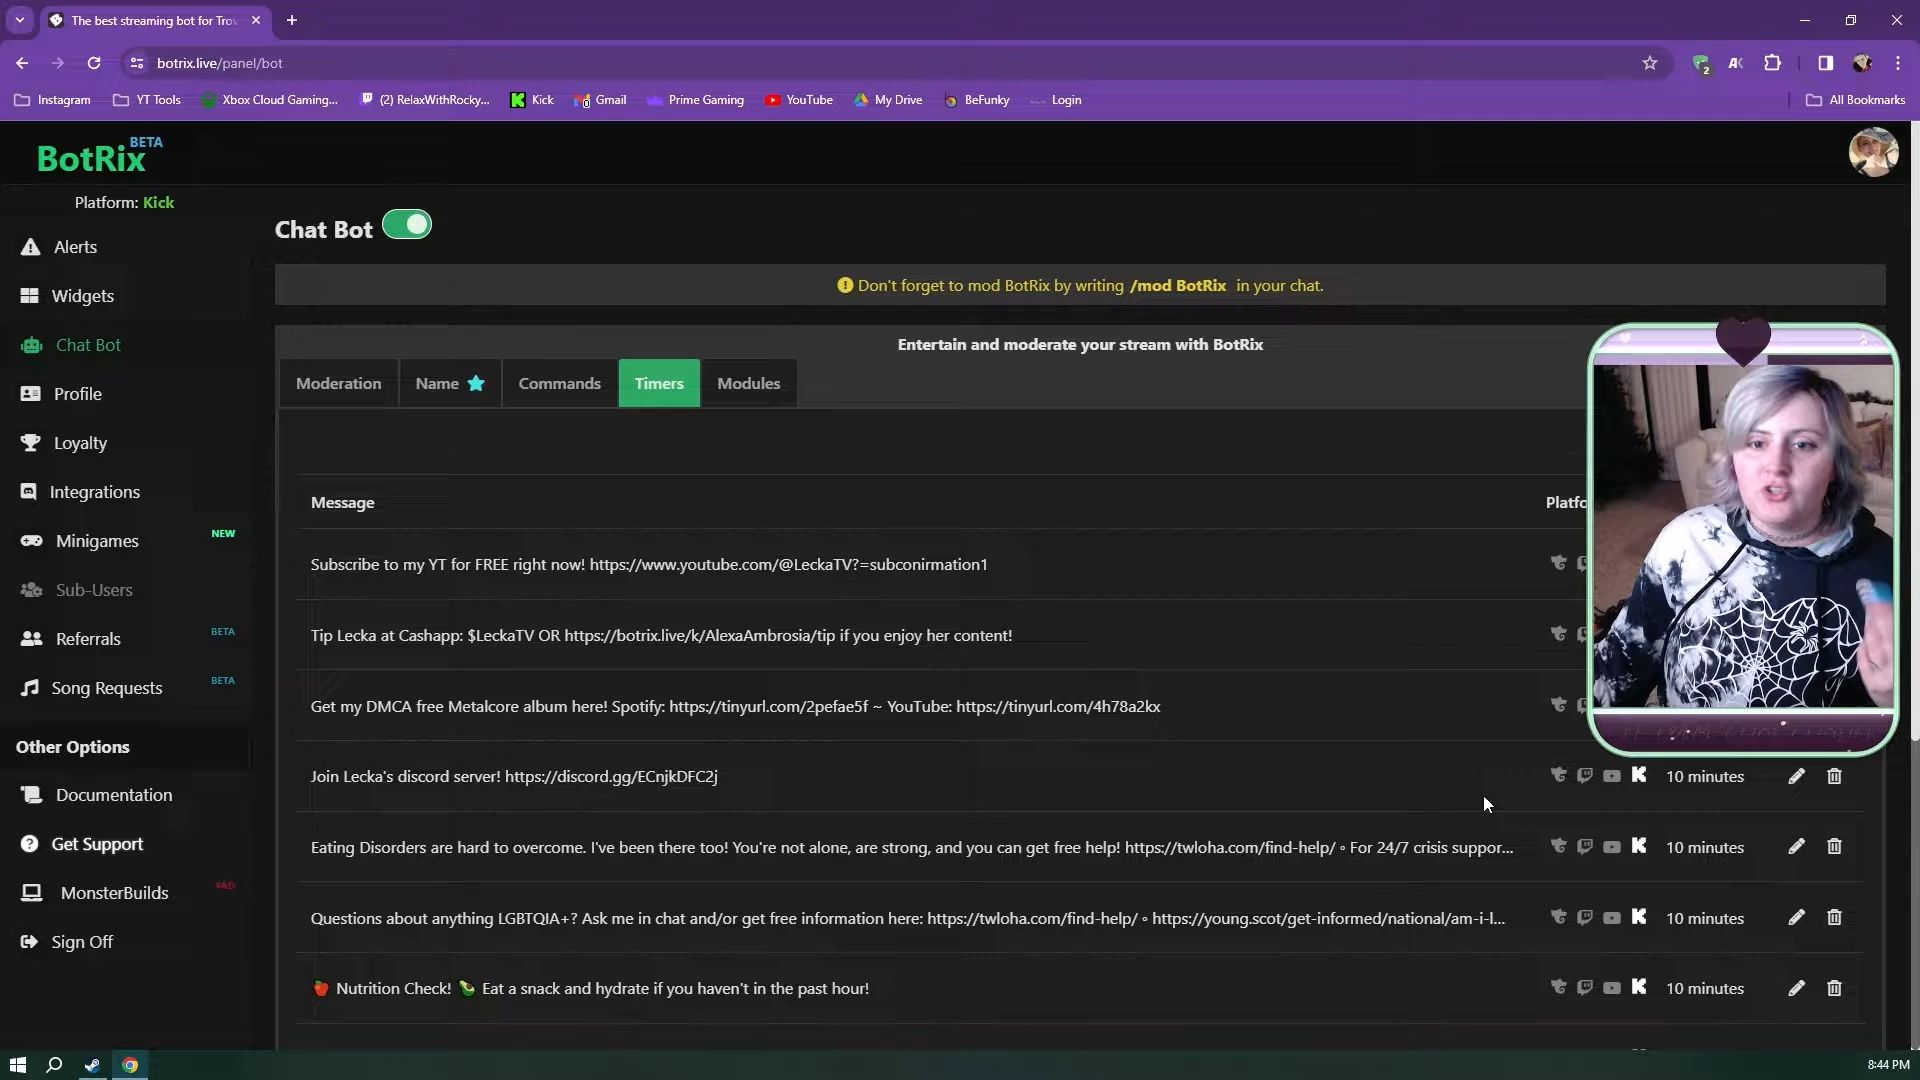 The best streaming bot for Tro
botrix.live/panel/bot
2
Instagram
YT Tools
Xbox Cloud Gaming...
(2) RelaxWithRocky...
Kick
Gmail
Prime Gaming
YouTube
My Drive
BeFunky
Login
All Bookmarks
BotRix BETA
Platform: Kick
Alerts
Widgets
Chat Bot
Profile
Loyalty
Integrations
Minigames NEW
Sub-Users
Referrals BETA
Song Requests BETA
Other Options
Documentation
Get Support
MonsterBuilds #AD
Sign Off
Chat Bot
Don't forget to mod BotRix by writing /mod BotRix in your chat.
Entertain and moderate your stream with BotRix
Moderation
Name
Commands
Timers
Modules
Message Platfo
Subscribe to my YT for FREE right now! https://www.youtube.com/@LeckaTV?=subconirmation1
Tip Lecka at Cashapp: $LeckaTV OR https://botrix.live/k/AlexaAmbrosia/tip if you enjoy her content!
Get my DMCA free Metalcore album here! Spotify: https://tinyurl.com/2pefae5f ~ YouTube: https://tinyurl.com/4h78a2kx
Join Lecka's discord server! https://discord.gg/ECnjkDFC2j 10 minutes
Eating Disorders are hard to overcome. I've been there too! You're not alone, are strong, and you can get free help! https://twloha.com/find-help/ ◦ For 24/7 crisis suppor... 10 minutes
Questions about anything LGBTQIA+? Ask me in chat and/or get free information here: https://twloha.com/find-help/ ◦ https://young.scot/get-informed/national/am-i-l... 10 minutes
🍎 Nutrition Check! 🥑 Eat a snack and hydrate if you haven't in the past hour! 10 minutes
8:44 PM